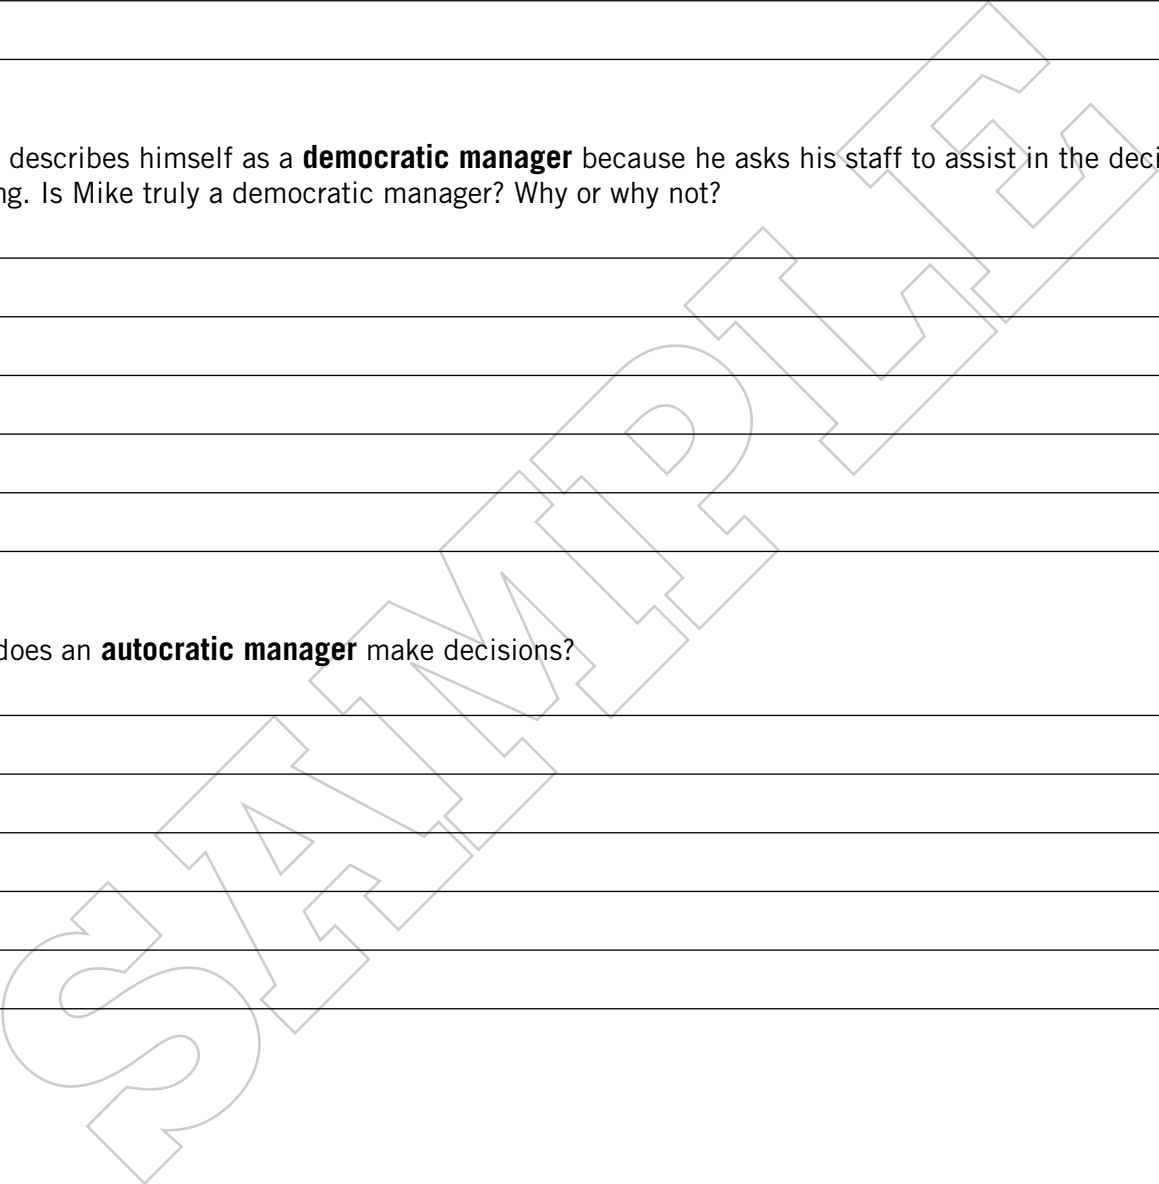 describes himself as a democratic manager because he asks his staff to assist in the deci
ng. Is Mike truly a democratic manager? Why or why not?
does an autocratic manager make decisions?
SAMPLE